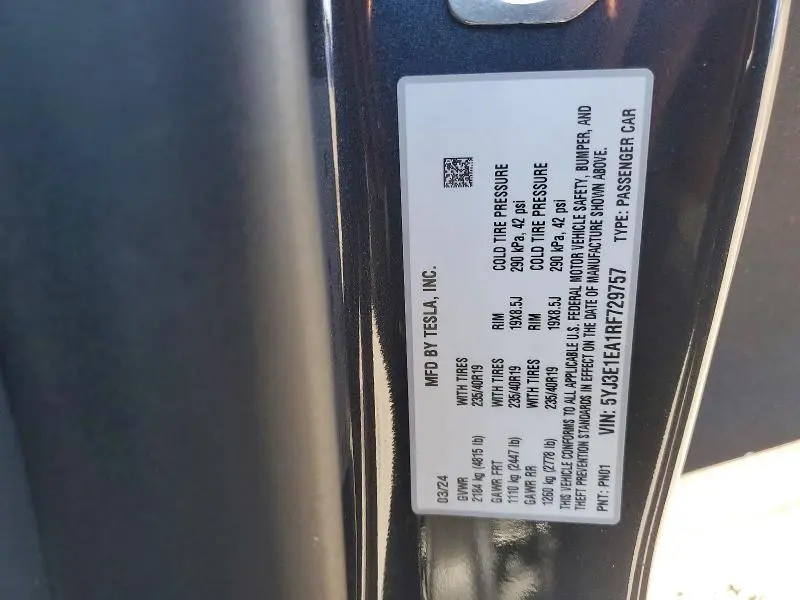 MFD BY TESLA, INC.
03/24
GVWR WITH TIRES RIM COLD TIRE PRESSURE
2184 kg (4815 lb) 235/40R19 19X8.5J 290 kPa, 42 psi
GAWR FRT WITH TIRES RIM COLD TIRE PRESSURE
1110 kg (2447 lb) 235/40R19 19X8.5J 290 kPa, 42 psi
GAWR RR WITH TIRES
1260 kg (2778 lb) 235/40R19
THIS VEHICLE CONFORMS TO ALL APPLICABLE U.S. FEDERAL MOTOR VEHICLE SAFETY, BUMPER, AND
THEFT PREVENTION STANDARDS IN EFFECT ON THE DATE OF MANUFACTURE SHOWN ABOVE.
PNT: PN01 VIN: 5YJ3E1EA1RF729757 TYPE: PASSENGER CAR